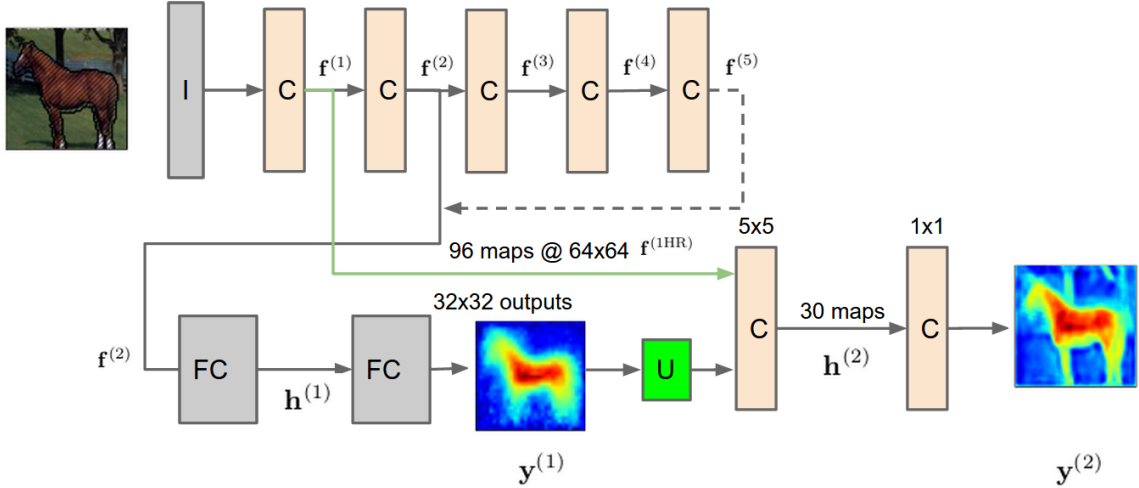 I
C
f⁽¹⁾
C
f⁽²⁾
C
f⁽³⁾
C
f⁽⁴⁾
C
f⁽⁵⁾
96 maps @ 64x64 f⁽¹ᴴᴿ⁾
5x5
1x1
32x32 outputs
f⁽²⁾
FC
h⁽¹⁾
FC
U
C
30 maps
h⁽²⁾
C
y⁽¹⁾
y⁽²⁾